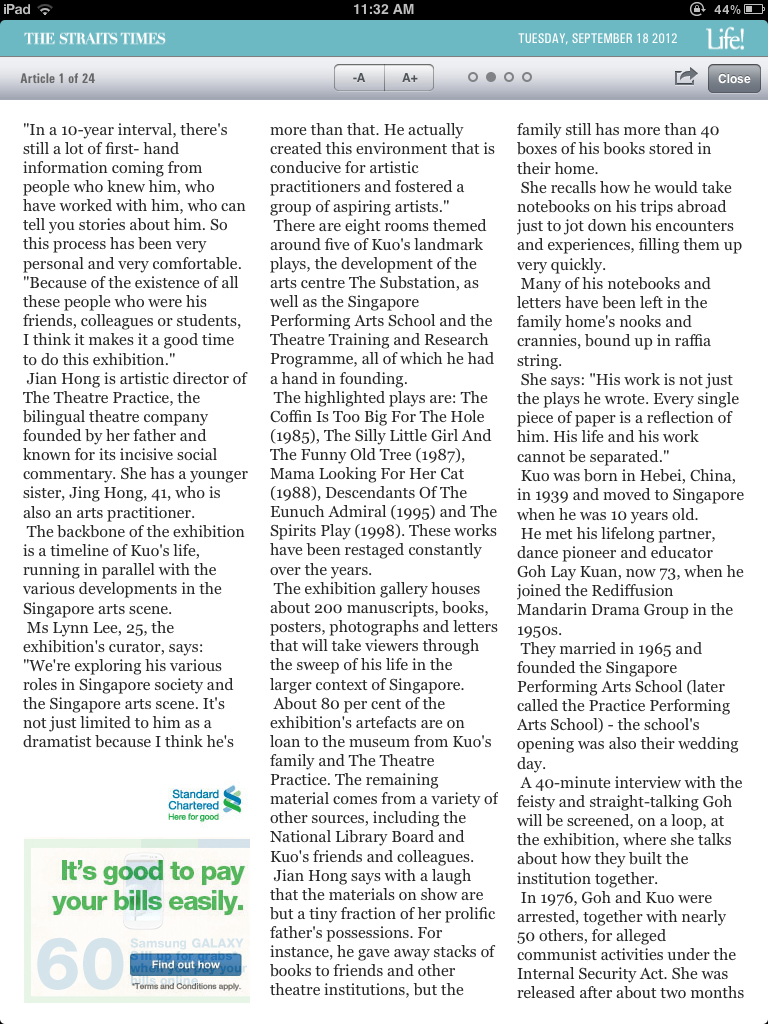 iPad
11:32 AM
44%
THE STRAITS TIMES
TUESDAY, SEPTEMBER 18 2012
Life!
Article 1 of 24
-A
A+
Close
"In a 10-year interval, there's
still a lot of first- hand
information coming from
people who knew him, who
have worked with him, who can
tell you stories about him. So
this process has been very
personal and very comfortable.
"Because of the existence of all
these people who were his
friends, colleagues or students,
I think it makes it a good time
to do this exhibition."
Jian Hong is artistic director of
The Theatre Practice, the
bilingual theatre company
founded by her father and
known for its incisive social
commentary. She has a younger
sister, Jing Hong, 41, who is
also an arts practitioner.
The backbone of the exhibition
is a timeline of Kuo's life,
running in parallel with the
various developments in the
Singapore arts scene.
Ms Lynn Lee, 25, the
exhibition's curator, says:
"We're exploring his various
roles in Singapore society and
the Singapore arts scene. It's
not just limited to him as a
dramatist because I think he's
Standard
Chartered
Here for good
It's good to pay
your bills easily.
60
Samsung GALAXY
S III up for grabs*
when you pay your
bills online
Find out how
*Terms and Conditions apply.
more than that. He actually
created this environment that is
conducive for artistic
practitioners and fostered a
group of aspiring artists."
There are eight rooms themed
around five of Kuo's landmark
plays, the development of the
arts centre The Substation, as
well as the Singapore
Performing Arts School and the
Theatre Training and Research
Programme, all of which he had
a hand in founding.
The highlighted plays are: The
Coffin Is Too Big For The Hole
(1985), The Silly Little Girl And
The Funny Old Tree (1987),
Mama Looking For Her Cat
(1988), Descendants Of The
Eunuch Admiral (1995) and The
Spirits Play (1998). These works
have been restaged constantly
over the years.
The exhibition gallery houses
about 200 manuscripts, books,
posters, photographs and letters
that will take viewers through
the sweep of his life in the
larger context of Singapore.
About 80 per cent of the
exhibition's artefacts are on
loan to the museum from Kuo's
family and The Theatre
Practice. The remaining
material comes from a variety of
other sources, including the
National Library Board and
Kuo's friends and colleagues.
Jian Hong says with a laugh
that the materials on show are
but a tiny fraction of her prolific
father's possessions. For
instance, he gave away stacks of
books to friends and other
theatre institutions, but the
family still has more than 40
boxes of his books stored in
their home.
She recalls how he would take
notebooks on his trips abroad
just to jot down his encounters
and experiences, filling them up
very quickly.
Many of his notebooks and
letters have been left in the
family home's nooks and
crannies, bound up in raffia
string.
She says: "His work is not just
the plays he wrote. Every single
piece of paper is a reflection of
him. His life and his work
cannot be separated."
Kuo was born in Hebei, China,
in 1939 and moved to Singapore
when he was 10 years old.
He met his lifelong partner,
dance pioneer and educator
Goh Lay Kuan, now 73, when he
joined the Rediffusion
Mandarin Drama Group in the
1950s.
They married in 1965 and
founded the Singapore
Performing Arts School (later
called the Practice Performing
Arts School) - the school's
opening was also their wedding
day.
A 40-minute interview with the
feisty and straight-talking Goh
will be screened, on a loop, at
the exhibition, where she talks
about how they built the
institution together.
In 1976, Goh and Kuo were
arrested, together with nearly
50 others, for alleged
communist activities under the
Internal Security Act. She was
released after about two months